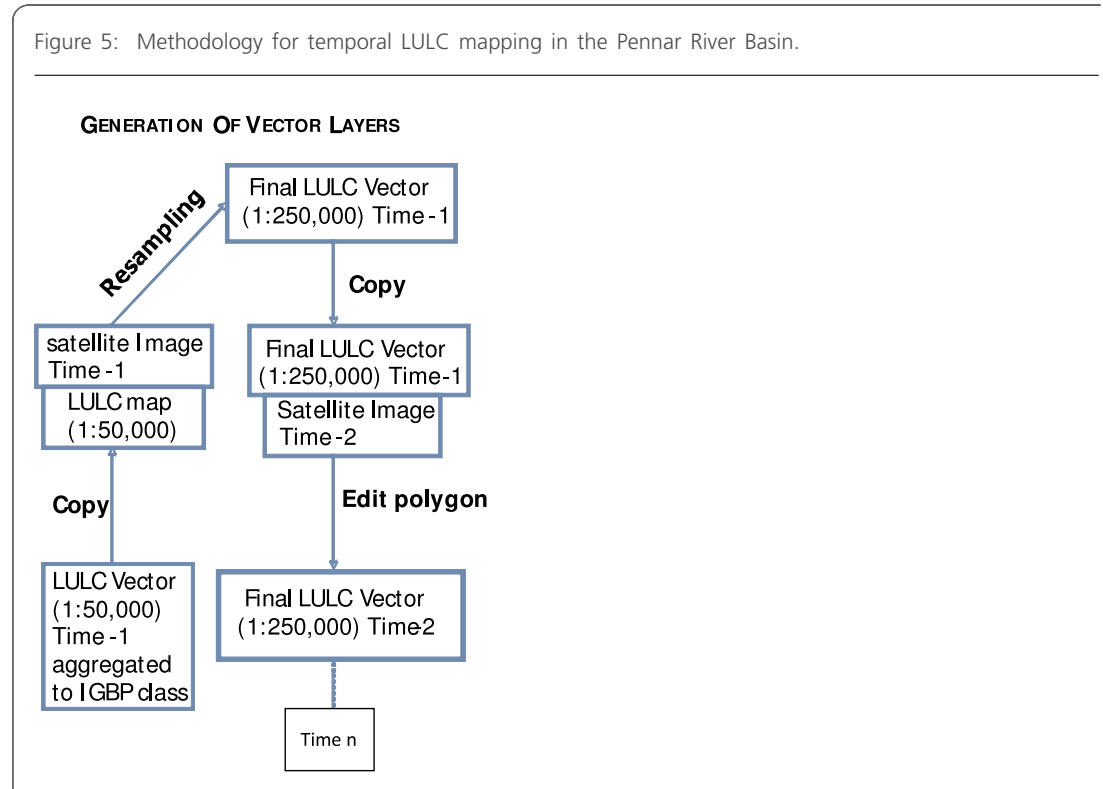 Figure 5: Methodology for temporal LULC mapping in the Pennar River Basin.
GENERATION OF VECTOR LAYERS
Final LULC Vector
(1:250,000) Time-1
Resampling
Copy
satellite Image
Time-1
LULC map
(1:50,000)
Final LULC Vector
(1:250,000) Time-1
Satellite Image
Time-2
Copy
Edit polygon
LULC Vector
(1:50,000)
Time-1
aggregated
to IGBP class
Final LULC Vector
(1:250,000) Time-2
Time n